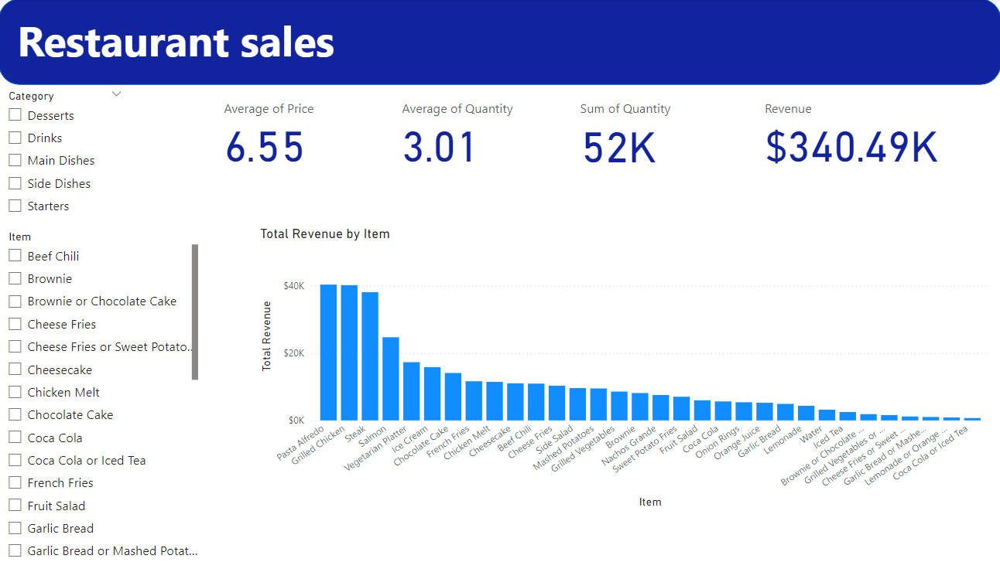 Restaurant sales
Category
Desserts
Drinks
Main Dishes
Side Dishes
Starters
Item
Beef Chili
Brownie
Brownie or Chocolate Cake
Cheese Fries
Cheese Fries or Sweet Potato...
Cheesecake
Chicken Melt
Chocolate Cake
Coca Cola
Coca Cola or Iced Tea
French Fries
Fruit Salad
Garlic Bread
Garlic Bread or Mashed Potat...
Average of Price
6.55
Average of Quantity
3.01
Sum of Quantity
52K
Revenue
$340.49K
Total Revenue by Item
Total Revenue
$40K
$20K
$0K
Pasta Alfredo
Grilled Chicken
Steak
Salmon
Vegetarian Platter
Ice Cream
Chocolate Cake
French Fries
Chicken Melt
Cheesecake
Beef Chili
Cheese Fries
Side Salad
Mashed Potatoes
Grilled Vegetables
Brownie
Nachos Grande
Sweet Potato Fries
Fruit Salad
Coca Cola
Onion Rings
Orange Juice
Garlic Bread
Lemonade
Water
Iced Tea
Brownie or Chocolate ...
Grilled Vegetables or ...
Cheese Fries or Sweet ...
Garlic Bread or Mashe...
Lemonade or Orange ...
Coca Cola or Iced Tea
Item